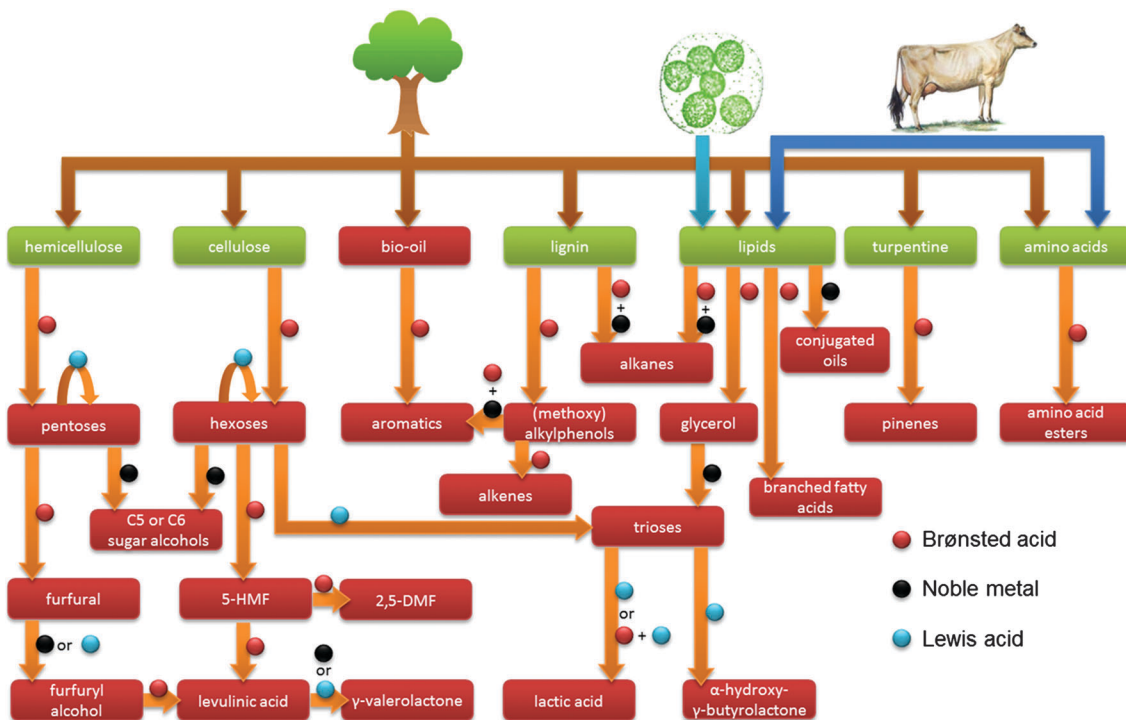 hemicellulose
cellulose
bio-oil
lignin
lipids
turpentine
amino acids
+
+
alkanes
conjugated
oils
+
pentoses
hexoses
aromatics
(methoxy)
alkylphenols
glycerol
pinenes
amino acid
esters
alkenes
branched fatty
acids
C5 or C6
sugar alcohols
trioses
Brønsted acid
Noble metal
Lewis acid
furfural
5-HMF
2,5-DMF
or
+
or
or
furfuryl
alcohol
levulinic acid
γ-valerolactone
lactic acid
α-hydroxy-
γ-butyrolactone